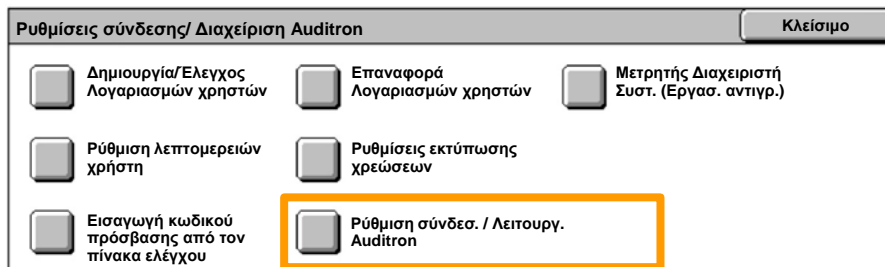 Ρυθμίσεις σύνδεσης/ Διαχείριση Auditron
Κλείσιμο
Δημιουργία/Έλεγχος
Λογαριασμών χρηστών
Επαναφορά
Λογαριασμών χρηστών
Μετρητής Διαχειριστή
Συστ. (Εργασ. αντιγρ.)
Ρύθμιση λεπτομερειών
χρήστη
Ρυθμίσεις εκτύπωσης
χρεώσεων
Εισαγωγή κωδικού
πρόσβασης από τον
πίνακα ελέγχου
Ρύθμιση σύνδεσ. / Λειτουργ.
Auditron